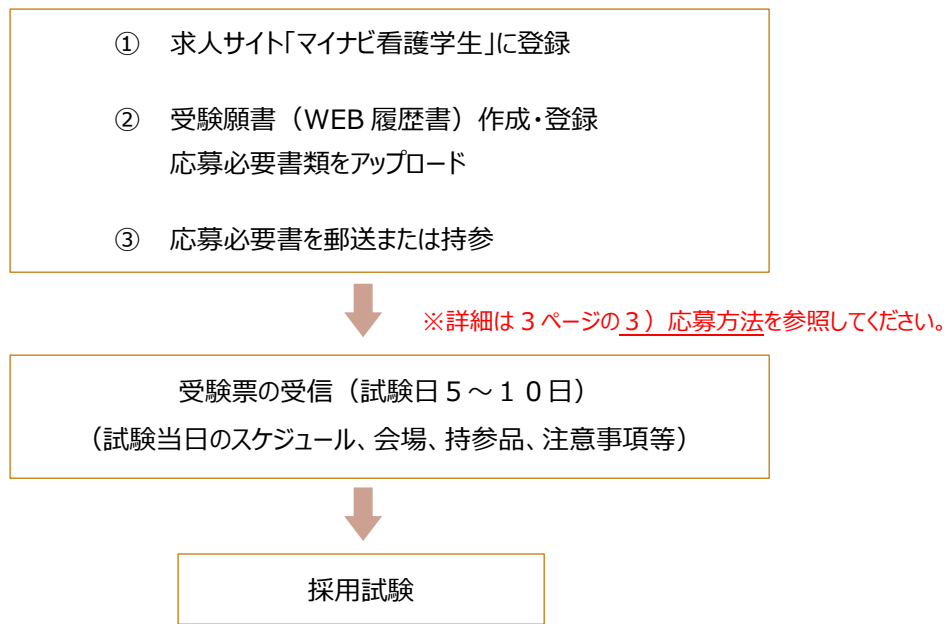 ① 求人サイト「マイナビ看護学生」に登録
② 受験願書（WEB 履歴書）作成・登録
応募必要書類をアップロード
③ 応募必要書を郵送または持参
※詳細は３ページの３）応募方法を参照してください。
受験票の受信（試験日５～１０日）
（試験当日のスケジュール、会場、持参品、注意事項等）
採用試験